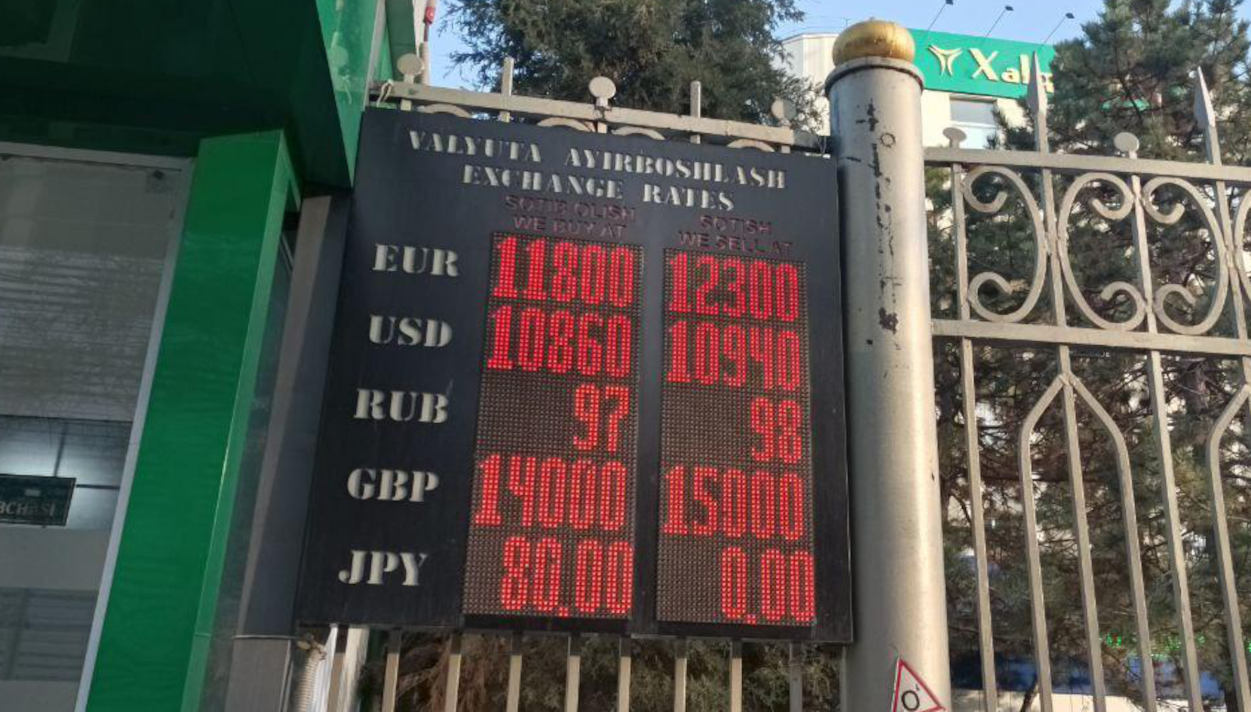 Xal
VALYUTA AYIRBOSHLASH
EXCHANGE RATES
SOTIB OLISH SOTISH
WE BUY AT WE SELL AT
EUR 11800 12300
USD 10860 10940
RUB 97 98
GBP 14000 15000
JPY 80.00 0.00